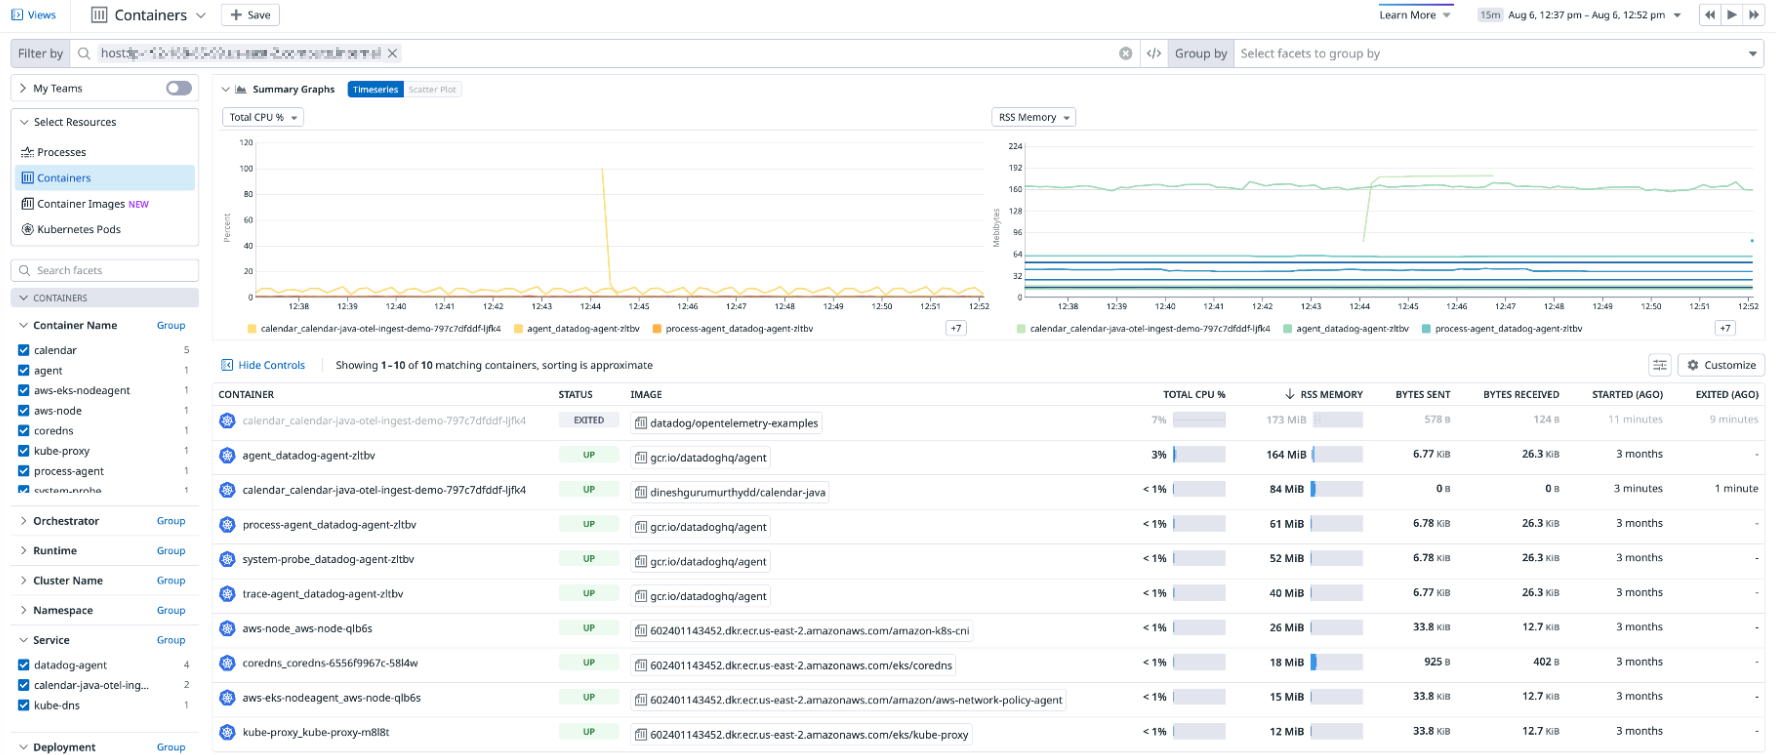 Views
Containers
+ Save
Learn More
15m Aug 6, 12:37 pm – Aug 6, 12:52 pm
Filter by
host:
Group by
Select facets to group by
My Teams
Select Resources
Processes
Containers
Container Images NEW
Kubernetes Pods
Search facets
CONTAINERS
Container Name Group
calendar 5
agent 1
aws-eks-nodeagent 1
aws-node 1
coredns 1
kube-proxy 1
process-agent 1
system-probe 1
Orchestrator Group
Runtime Group
Cluster Name Group
Namespace Group
Service Group
datadog-agent 4
calendar-java-otel-ing... 2
kube-dns 1
Deployment Group
Summary Graphs Timeseries Scatter Plot
Total CPU %
120
100
80
60
40
20
0
Percent
12:38 12:39 12:40 12:41 12:42 12:43 12:44 12:45 12:46 12:47 12:48 12:49 12:50 12:51 12:52
calendar_calendar-java-otel-ingest-demo-797c7dfddf-ljfk4 agent_datadog-agent-zltbv process-agent_datadog-agent-zltbv +7
RSS Memory
224
192
160
128
96
64
32
0
Mebibytes
12:38 12:39 12:40 12:41 12:42 12:43 12:44 12:45 12:46 12:47 12:48 12:49 12:50 12:51 12:52
calendar_calendar-java-otel-ingest-demo-797c7dfddf-ljfk4 agent_datadog-agent-zltbv process-agent_datadog-agent-zltbv +7
Hide Controls Showing 1–10 of 10 matching containers, sorting is approximate Customize
CONTAINER STATUS IMAGE TOTAL CPU % RSS MEMORY BYTES SENT BYTES RECEIVED STARTED (AGO) EXITED (AGO)
calendar_calendar-java-otel-ingest-demo-797c7dfddf-ljfk4 EXITED datadog/opentelemetry-examples 7% 173 MiB 578 B 124 B 11 minutes 9 minutes
agent_datadog-agent-zltbv UP gcr.io/datadoghq/agent 3% 164 MiB 6.77 KiB 26.3 KiB 3 months -
calendar_calendar-java-otel-ingest-demo-797c7dfddf-ljfk4 UP dineshgurumurthydd/calendar-java < 1% 84 MiB 0 B 0 B 3 minutes 1 minute
process-agent_datadog-agent-zltbv UP gcr.io/datadoghq/agent < 1% 61 MiB 6.78 KiB 26.3 KiB 3 months -
system-probe_datadog-agent-zltbv UP gcr.io/datadoghq/agent < 1% 52 MiB 6.78 KiB 26.3 KiB 3 months -
trace-agent_datadog-agent-zltbv UP gcr.io/datadoghq/agent < 1% 40 MiB 6.77 KiB 26.3 KiB 3 months -
aws-node_aws-node-qlb6s UP 602401143452.dkr.ecr.us-east-2.amazonaws.com/amazon-k8s-cni < 1% 26 MiB 33.8 KiB 12.7 KiB 3 months -
coredns_coredns-6556f9967c-58l4w UP 602401143452.dkr.ecr.us-east-2.amazonaws.com/eks/coredns < 1% 18 MiB 925 B 402 B 3 months -
aws-eks-nodeagent_aws-node-qlb6s UP 602401143452.dkr.ecr.us-east-2.amazonaws.com/amazon/aws-network-policy-agent < 1% 15 MiB 33.8 KiB 12.7 KiB 3 months -
kube-proxy_kube-proxy-m8l8t UP 602401143452.dkr.ecr.us-east-2.amazonaws.com/eks/kube-proxy < 1% 12 MiB 33.8 KiB 12.7 KiB 3 months -